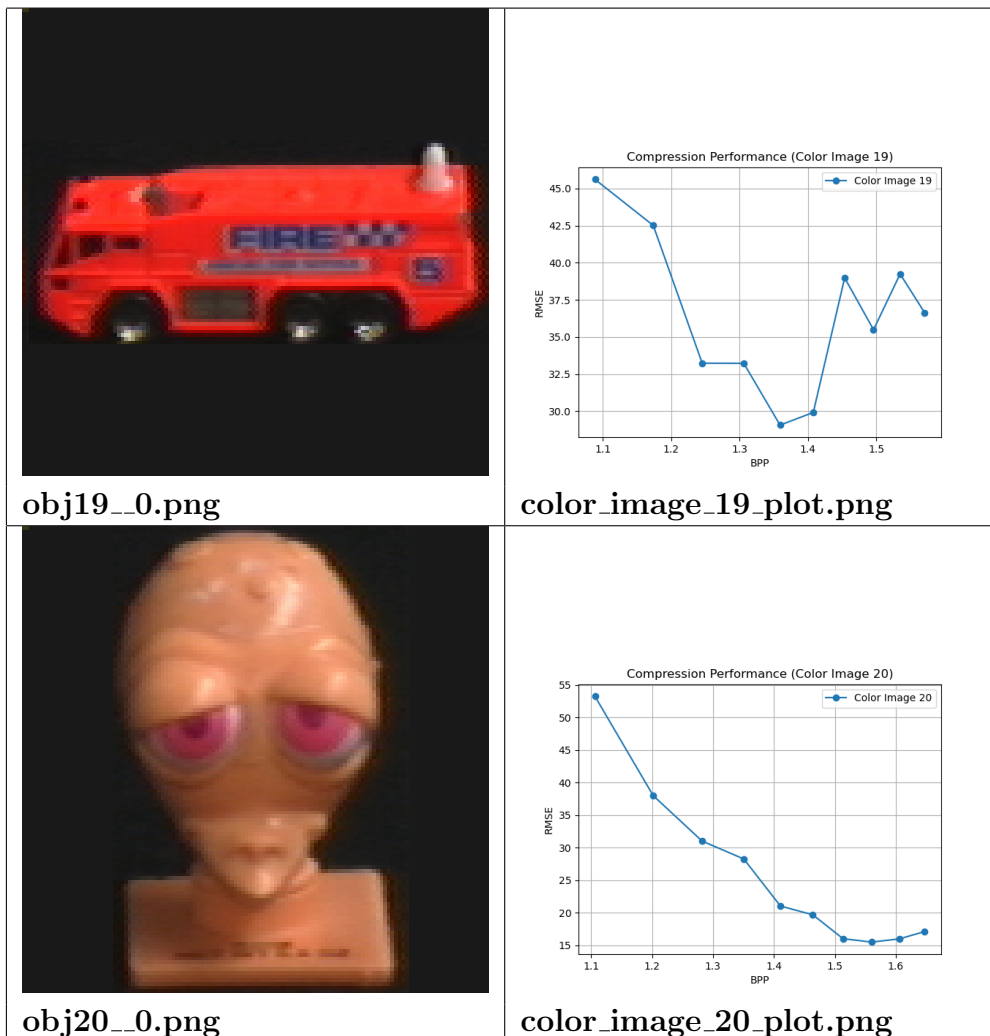 FIRE
5
Compression Performance (Color Image 19)
Color Image 19
RMSE
45.0
42.5
40.0
37.5
35.0
32.5
30.0
1.1 1.2 1.3 1.4 1.5
BPP
obj19__0.png
color_image_19_plot.png
Compression Performance (Color Image 20)
Color Image 20
RMSE
55
50
45
40
35
30
25
20
15
1.1 1.2 1.3 1.4 1.5 1.6
BPP
obj20__0.png
color_image_20_plot.png